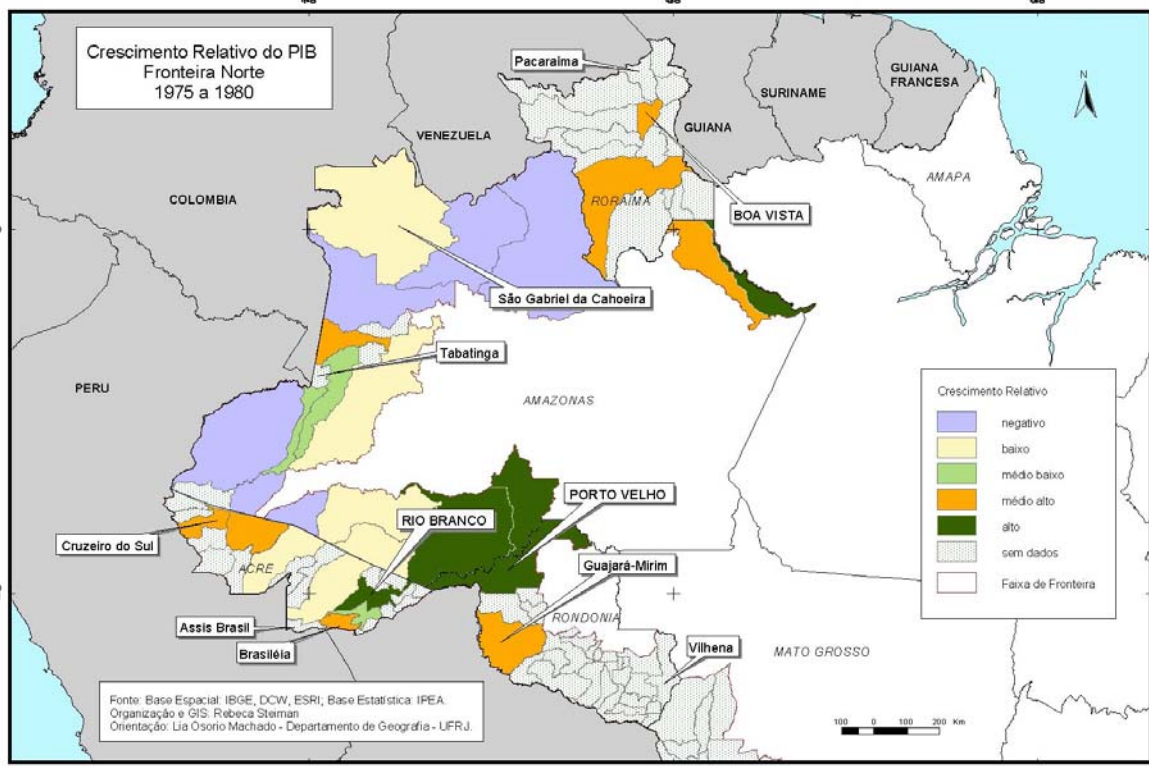 Crescimento Relativo do PIB
Fronteira Norte
1975 a 1980
Pacaraima
VENEZUELA
GUIANA
SURINAME
GUIANA
FRANCESA
N
COLOMBIA
RORAIMA
BOA VISTA
AMAPA
São Gabriel da Cahoeira
Tabatinga
PERU
AMAZONAS
Crescimento Relativo
negativo
baixo
médio baixo
médio alto
alto
sem dados
Faixa de Fronteira
PORTO VELHO
RIO BRANCO
Cruzeiro do Sul
ACRE
Guajará-Mirim
Assis Brasil
Brasiléia
RONDONIA
Vilhena
MATO GROSSO
Fonte: Base Espacial: IBGE, DCW, ESRI; Base Estatística: IPEA.
Organização e GIS: Rebeca Steiman
Orientação: Lia Osorio Machado - Departamento de Geografia - UFRJ.
100 0 100 200 Km